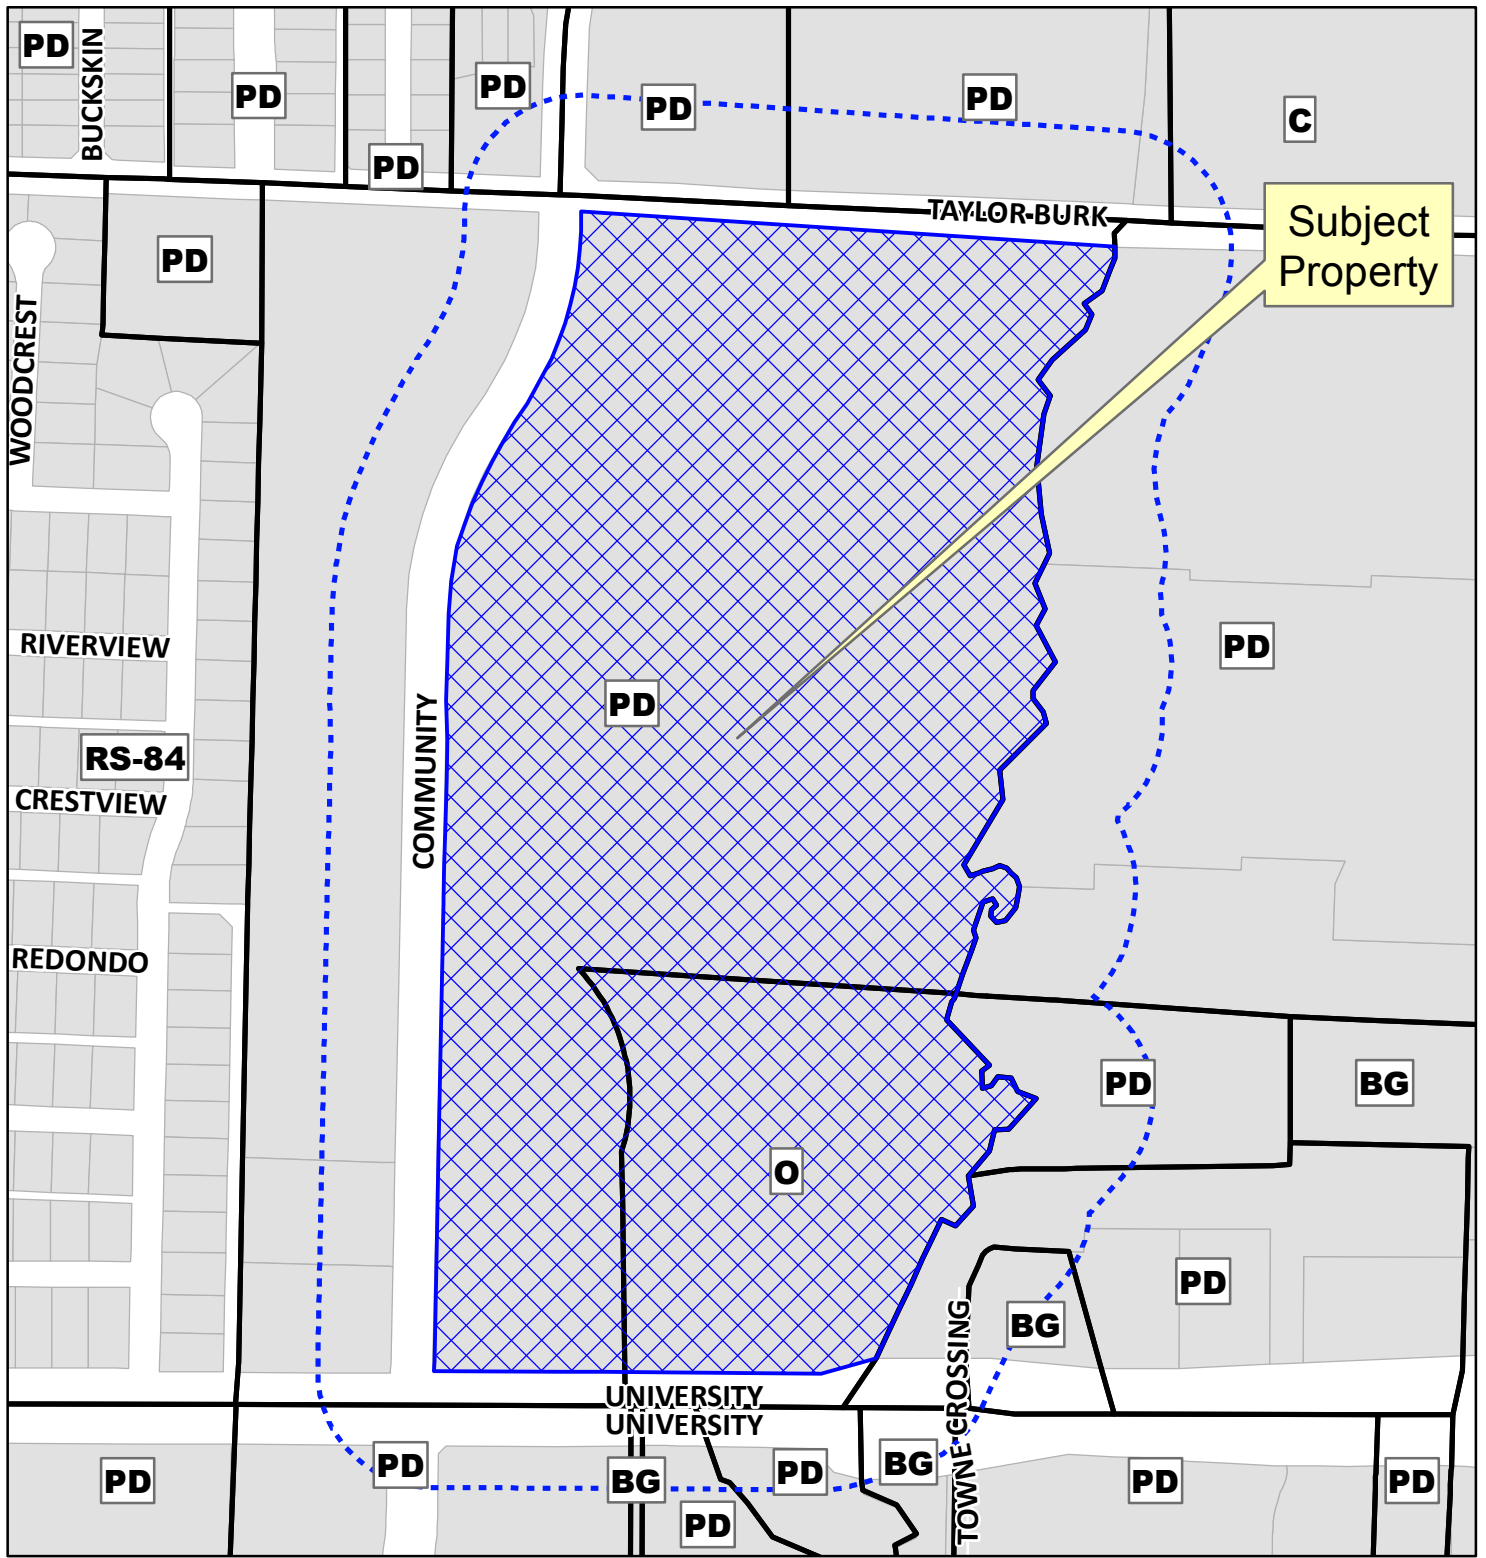 PD
BUCKSKIN
PD
PD
PD
PD
PD
C
TAYLOR-BURK
Subject
Property
PD
WOODCREST
RIVERVIEW
PD
PD
COMMUNITY
RS-84
CRESTVIEW
REDONDO
PD
BG
O
PD
BG
TOWNE CROSSING
UNIVERSITY
UNIVERSITY
PD
PD
BG
PD
BG
PD
PD
PD